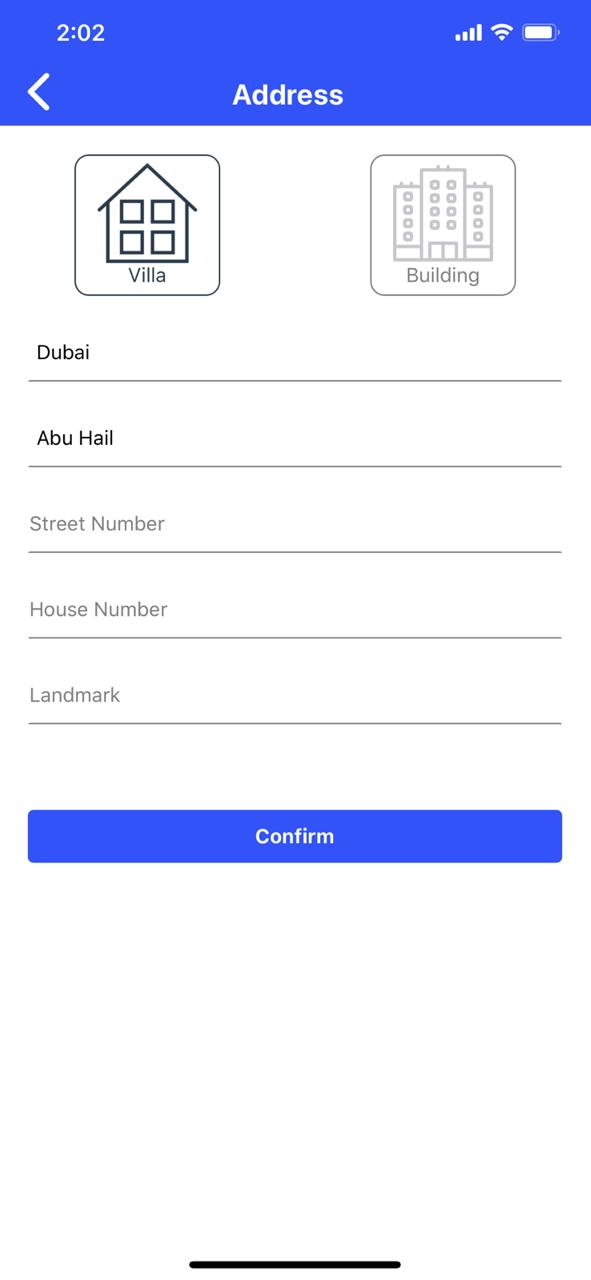 2:02
Address
Villa
Building
Dubai
Abu Hail
Street Number
House Number
Landmark
Confirm